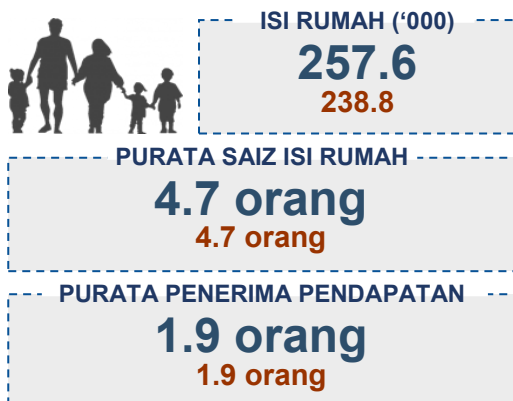 ISI RUMAH (‘000)
257.6
238.8
PURATA SAIZ ISI RUMAH
4.7 orang
4.7 orang
PURATA PENERIMA PENDAPATAN
1.9 orang
1.9 orang